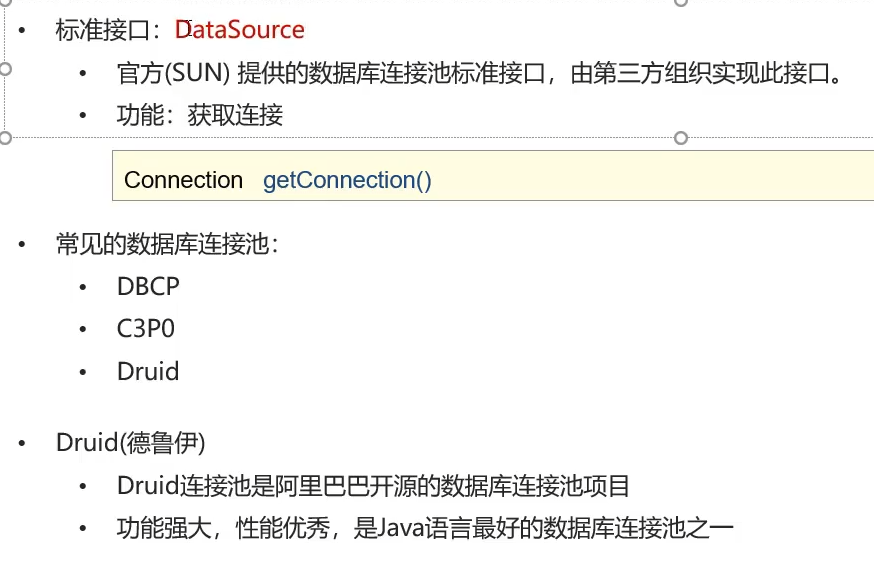 • 标准接口：DataSource
• 官方(SUN) 提供的数据库连接池标准接口，由第三方组织实现此接口。
• 功能：获取连接
Connection getConnection()
• 常见的数据库连接池：
• DBCP
• C3P0
• Druid
• Druid(德鲁伊)
• Druid连接池是阿里巴巴开源的数据库连接池项目
• 功能强大，性能优秀，是Java语言最好的数据库连接池之一